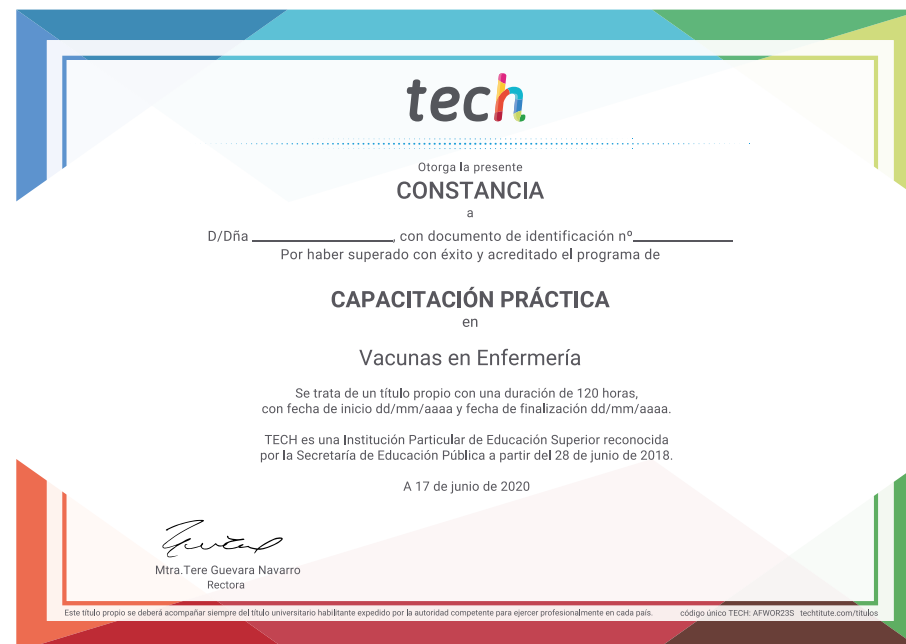 tech
Otorga la presente
CONSTANCIA
a
D/Dña ____________________, con documento de identificación nº______________
Por haber superado con éxito y acreditado el programa de
CAPACITACIÓN PRÁCTICA
en
Vacunas en Enfermería
Se trata de un título propio con una duración de 120 horas,
con fecha de inicio dd/mm/aaaa y fecha de finalización dd/mm/aaaa.
TECH es una Institución Particular de Educación Superior reconocida
por la Secretaría de Educación Pública a partir del 28 de junio de 2018.
A 17 de junio de 2020
Mtra.Tere Guevara Navarro
Rectora
Este título propio se deberá acompañar siempre del título universitario habilitante expedido por la autoridad competente para ejercer profesionalmente en cada país. código único TECH: AFWOR23S techtitute.com/titulos